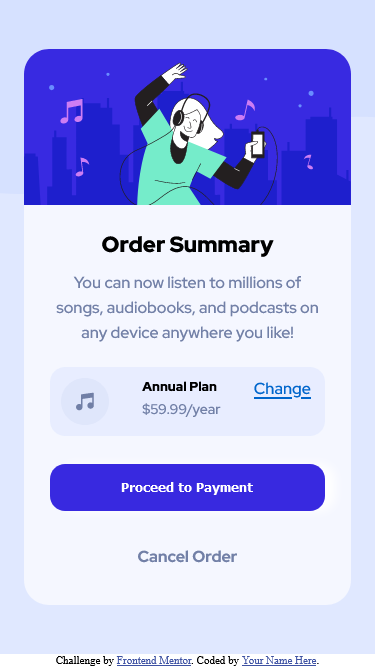 Order Summary
You can now listen to millions of
songs, audiobooks, and podcasts on
any device anywhere you like!
Annual Plan
$59.99/year
Change
Proceed to Payment
Cancel Order
Challenge by Frontend Mentor. Coded by Your Name Here.